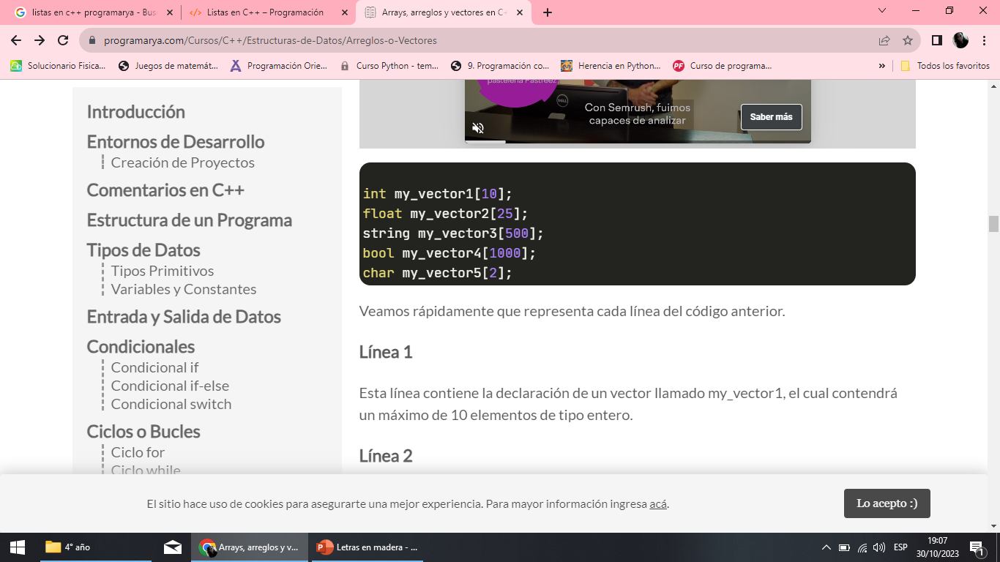 listas en c++ programarya - Bus
Listas en C++ – Programación
Arrays, arreglos y vectores en C+
programarya.com/Cursos/C++/Estructuras-de-Datos/Arreglos-o-Vectores
Solucionario Fisica...
Juegos de matemát...
Programación Orie...
Curso Python - tem...
9. Programación co...
Herencia en Python...
PF
Curso de programa...
»
Todos los favoritos
Introducción
Entornos de Desarrollo
Creación de Proyectos
Comentarios en C++
Estructura de un Programa
Tipos de Datos
Tipos Primitivos
Variables y Constantes
Entrada y Salida de Datos
Condicionales
Condicional if
Condicional if-else
Condicional switch
Ciclos o Bucles
Ciclo for
Ciclo while
pastelería Pastreez
DELL
Con Semrush, fuimos
capaces de analizar
Saber más
int my_vector1[10];
float my_vector2[25];
string my_vector3[500];
bool my_vector4[1000];
char my_vector5[2];
Veamos rápidamente que representa cada línea del código anterior.
Línea 1
Esta línea contiene la declaración de un vector llamado my_vector1, el cual contendrá
un máximo de 10 elementos de tipo entero.
Línea 2
El sitio hace uso de cookies para asegurarte una mejor experiencia. Para mayor información ingresa acá.
Lo acepto :)
4° año
Arrays, arreglos y v...
Letras en madera - ...
ESP
19:07
30/10/2023
1